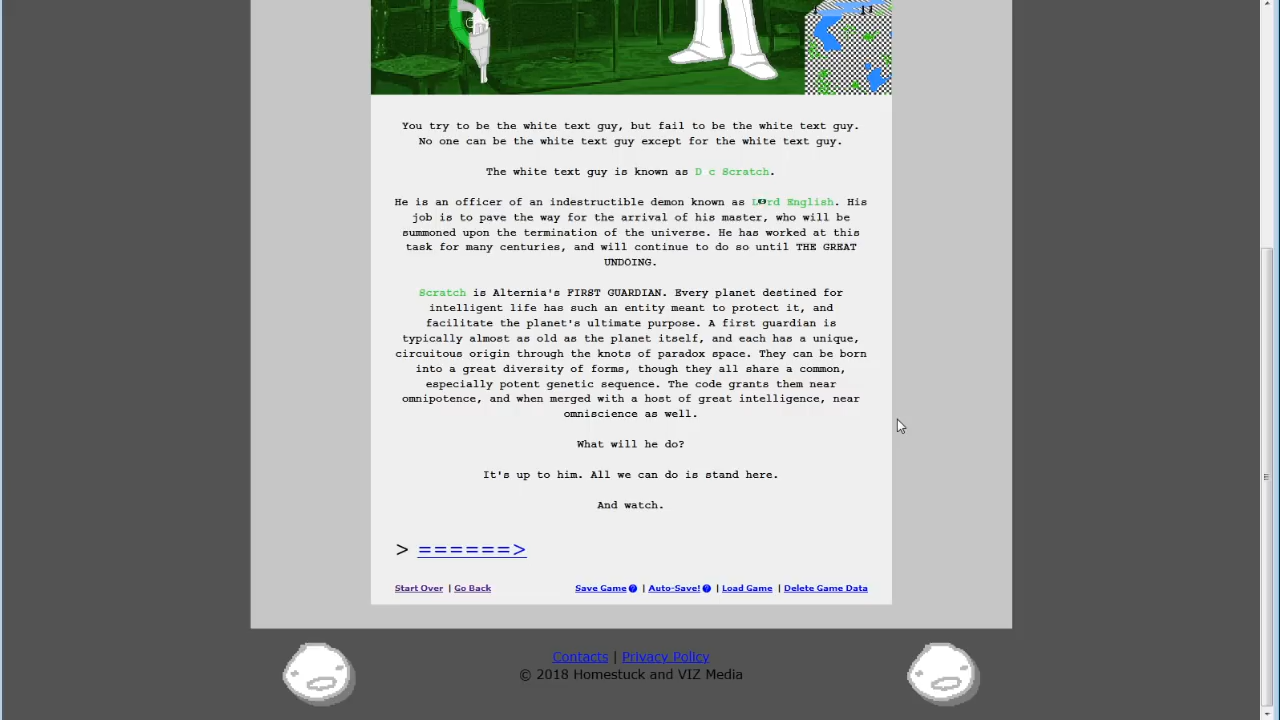 You try to be the white text guy, but fail to be the white text guy.
No one can be the white text guy except for the white text guy.
The white text guy is known as D c Scratch.
He is an officer of an indestructible demon known as Lord English. His
job is to pave the way for the arrival of his master, who will be
summoned upon the termination of the universe. He has worked at this
task for many centuries, and will continue to do so until THE GREAT
UNDOING.
Scratch is Alternia's FIRST GUARDIAN. Every planet destined for
intelligent life has such an entity meant to protect it, and
facilitate the planet's ultimate purpose. A first guardian is
typically almost as old as the planet itself, and each has a unique,
circuitous origin through the knots of paradox space. They can be born
into a great diversity of forms, though they all share a common,
especially potent genetic sequence. The code grants them near
omnipotence, and when merged with a host of great intelligence, near
omniscience as well.
What will he do?
It's up to him. All we can do is stand here.
And watch.
> ======>
Start Over | Go Back Save Game ? | Auto-Save! ? | Load Game | Delete Game Data
Contacts | Privacy Policy
© 2018 Homestuck and VIZ Media